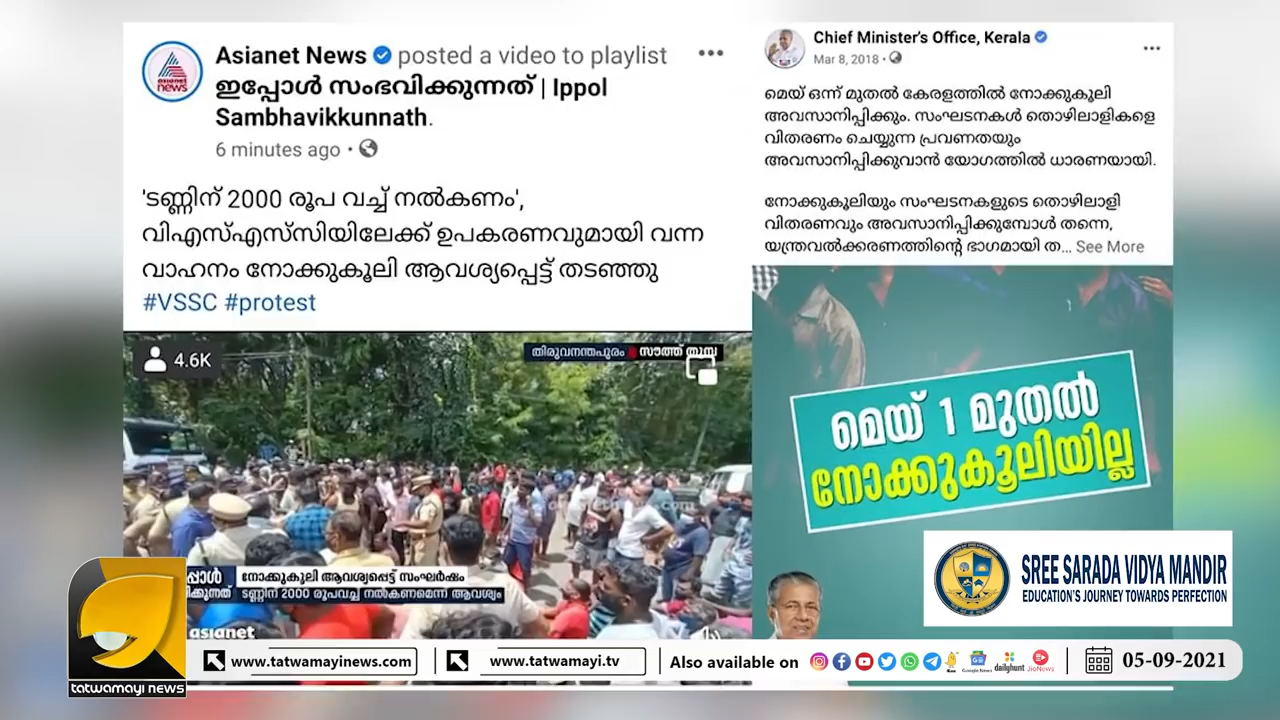 Asianet News posted a video to playlist
ഇപ്പോൾ സംഭവിക്കുന്നത് | Ippol
Sambhavikkunnath.
6 minutes ago
'ടണ്ണിന് 2000 രൂപ വച്ച് നൽകണം',
വിഎസ്എസ്‌സിയിലേക്ക് ഉപകരണവുമായി വന്ന
വാഹനം നോക്കുകൂലി ആവശ്യപ്പെട്ട് തടഞ്ഞു
#VSSC #protest
4.6K
തിരുവനന്തപുരം
സൗത്ത് തുമ്പ
നോക്കുകൂലി ആവശ്യപ്പെട്ട് സംഘർഷം
ടണ്ണിന് 2000 രൂപവച്ച് നൽകണമെന്ന് ആവശ്യം
asianet
Chief Minister's Office, Kerala
Mar 8, 2018
മെയ് ഒന്ന് മുതൽ കേരളത്തിൽ നോക്കുകൂലി
അവസാനിപ്പിക്കും. സംഘടനകൾ തൊഴിലാളികളെ
വിതരണം ചെയ്യുന്ന പ്രവണതയും
അവസാനിപ്പിക്കുവാൻ യോഗത്തിൽ ധാരണയായി.
നോക്കുകൂലിയും സംഘടനകളുടെ തൊഴിലാളി
വിതരണവും അവസാനിപ്പിക്കുമ്പോൾ തന്നെ,
യന്ത്രവൽക്കരണത്തിന്റെ ഭാഗമായി ത... See More
മെയ് 1 മുതൽ
നോക്കുകൂലിയില്ല
SREE SARADA VIDYA MANDIR
EDUCATION'S JOURNEY TOWARDS PERFECTION
tatwamayi news
www.tatwamayinews.com
www.tatwamayi.tv
Also available on
Google News
dailyhunt
JioNews
05-09-2021